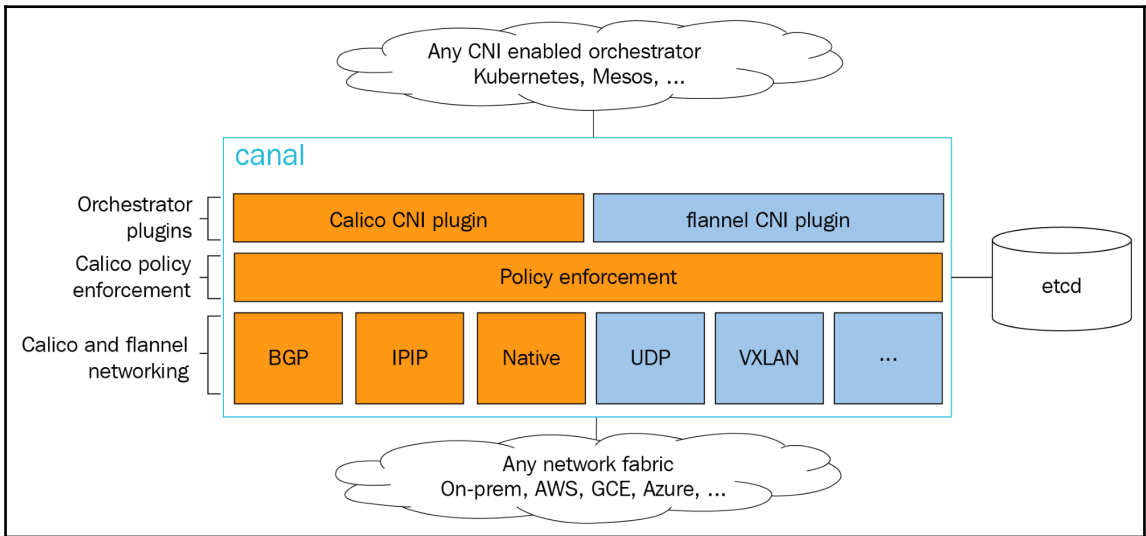 Any CNI enabled orchestrator
Kubernetes, Mesos, ...
canal
Orchestrator
plugins
Calico CNI plugin
flannel CNI plugin
Calico policy
enforcement
Policy enforcement
etcd
Calico and flannel
networking
BGP
IPIP
Native
UDP
VXLAN
...
Any network fabric
On-prem, AWS, GCE, Azure, ...